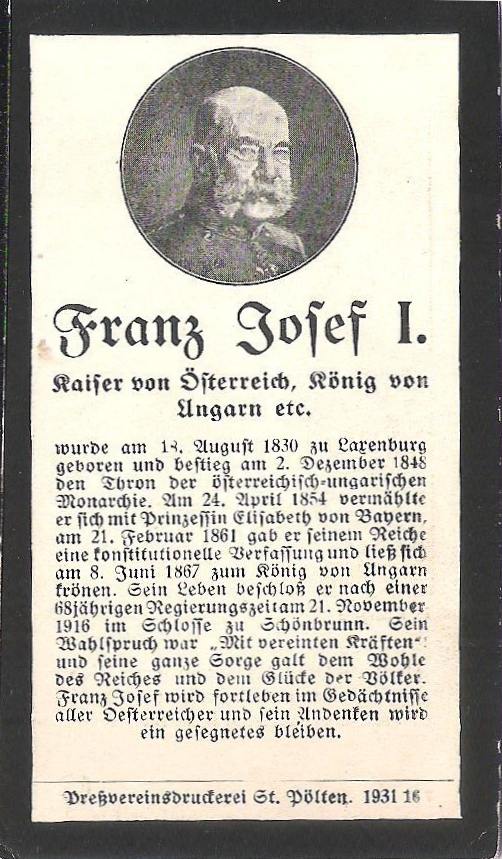 Franz Josef I.
Kaiser von Österreich, König von
Ungarn etc.
wurde am 18. August 1830 zu Laxenburg
geboren und bestieg am 2. Dezember 1848
den Thron der österreichisch-ungarischen
Monarchie. Am 24. April 1854 vermählte
er sich mit Prinzessin Elisabeth von Bayern,
am 21. Februar 1861 gab er seinem Reiche
eine konstitutionelle Verfassung und ließ sich
am 8. Juni 1867 zum König von Ungarn
krönen. Sein Leben beschloß er nach einer
68jährigen Regierungszeit am 21. November
1916 im Schlosse zu Schönbrunn. Sein
Wahlspruch war „Mit vereinten Kräften“
und seine ganze Sorge galt dem Wohle
des Reiches und dem Glücke der Völker.
Franz Josef wird fortleben im Gedächtnisse
aller Oesterreicher und sein Andenken wird
ein gesegnetes bleiben.
Preßvereinsdruckerei St. Pölten. 1931 16